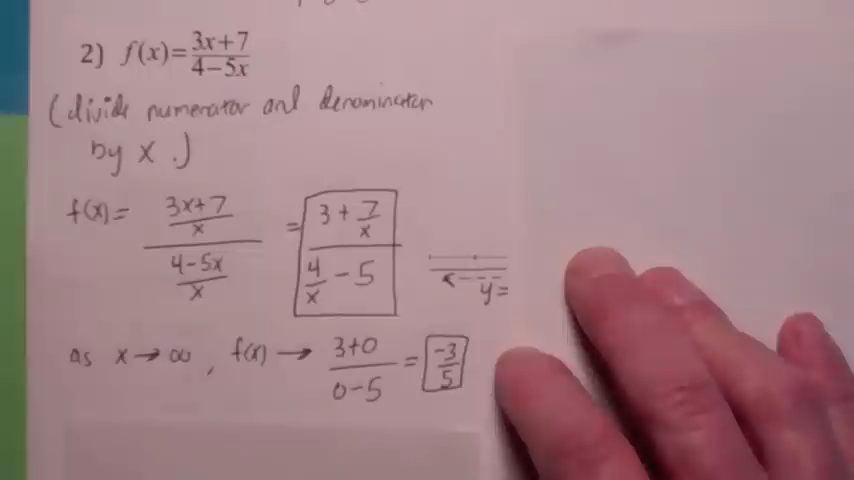 2) f(x)=3x+7/4-5x
(divide numerator and denominator
by x.)
f(x) = 3x+7/x / 4-5x/x = 3+7/x / 4/x-5
y=
as x→∞, f(x) → 3+0/0-5 = -3/5